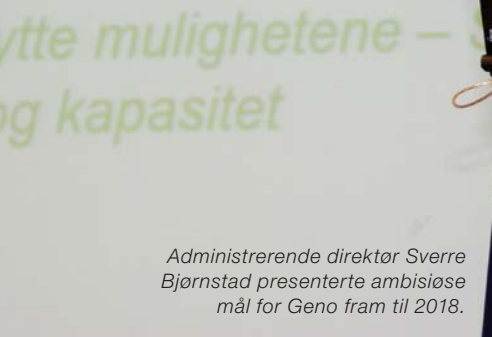 ytte mulighetene –
og kapasitet
Administrerende direktør Sverre
Bjørnstad presenterte ambisiøse
mål for Geno fram til 2018.